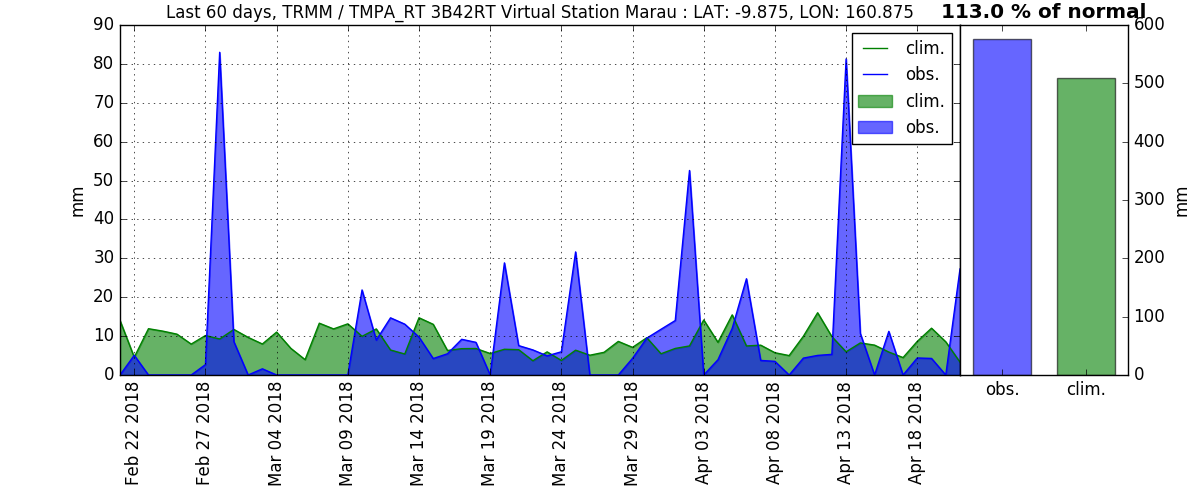 Last 60 days, TRMM / TMPA_RT 3B42RT Virtual Station Marau : LAT: -9.875, LON: 160.875
113.0 % of normal
90
80
70
60
50
40
30
20
10
0
mm
clim.
obs.
clim.
obs.
600
500
400
300
200
100
0
mm
Feb 22 2018
Feb 27 2018
Mar 04 2018
Mar 09 2018
Mar 14 2018
Mar 19 2018
Mar 24 2018
Mar 29 2018
Apr 03 2018
Apr 08 2018
Apr 13 2018
Apr 18 2018
obs.
clim.